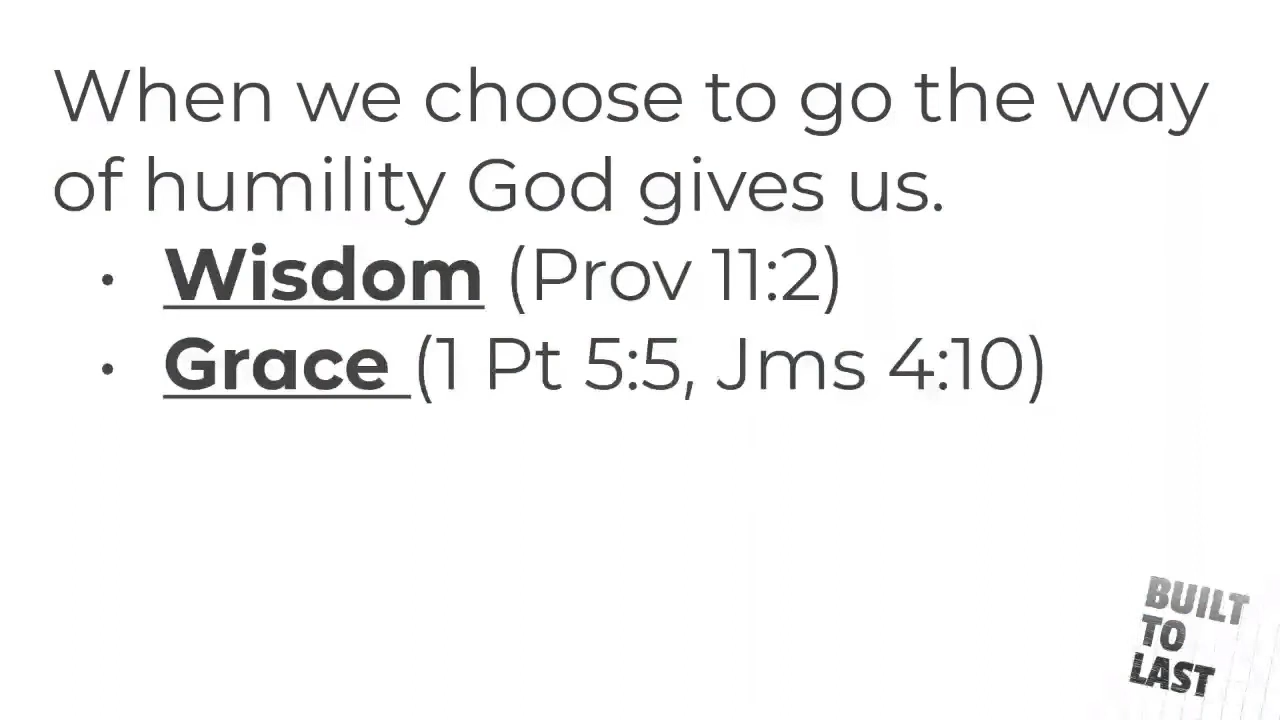 When we choose to go the way
of humility God gives us.
• Wisdom (Prov 11:2)
• Grace (1 Pt 5:5, Jms 4:10)
BUILT
TO
LAST